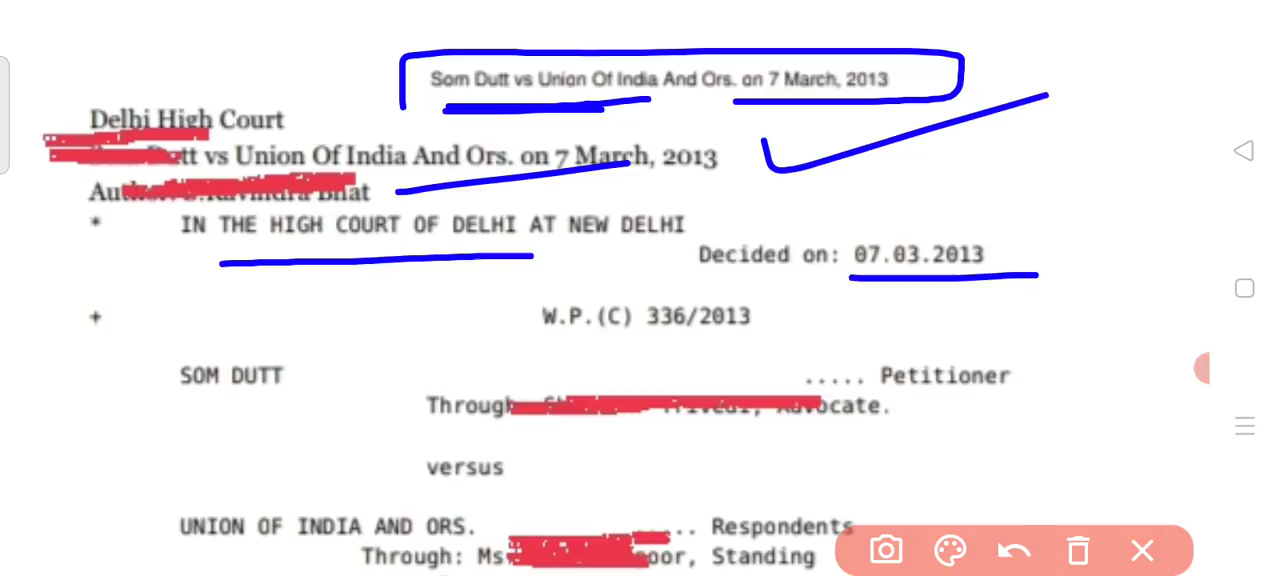 Som Dutt vs Union Of India And Ors. on 7 March, 2013
Delhi High Court
tt vs Union Of India And Ors. on 7 March, 2013
Bhat
* IN THE HIGH COURT OF DELHI AT NEW DELHI
Decided on: 07.03.2013
+ W.P.(C) 336/2013
SOM DUTT ..... Petitioner
Through Advocate.
versus
UNION OF INDIA AND ORS. ... Respondents
Through: Ms Standing